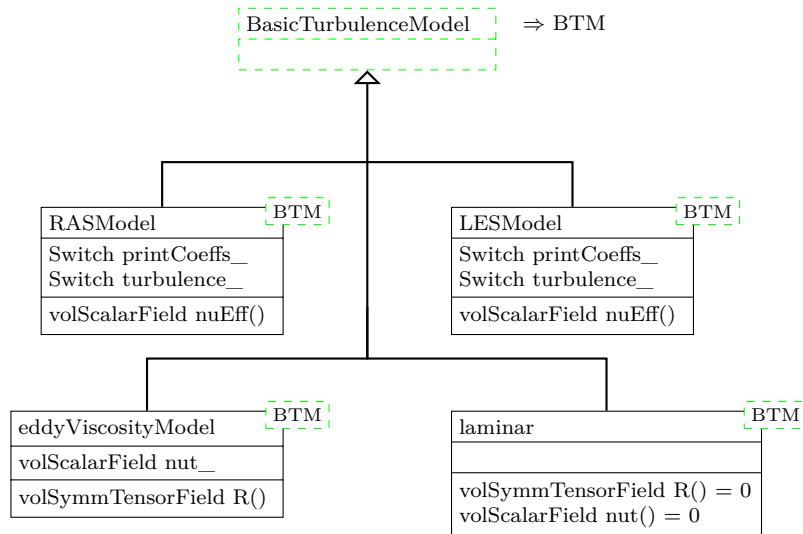 BasicTurbulenceModel ⇒ BTM
RASModel
BTM
Switch printCoeffs_
Switch turbulence_
volScalarField nuEff()
LESModel
BTM
Switch printCoeffs_
Switch turbulence_
volScalarField nuEff()
eddyViscosityModel
BTM
volScalarField nut_
volSymmTensorField R()
laminar
BTM
volSymmTensorField R() = 0
volScalarField nut() = 0